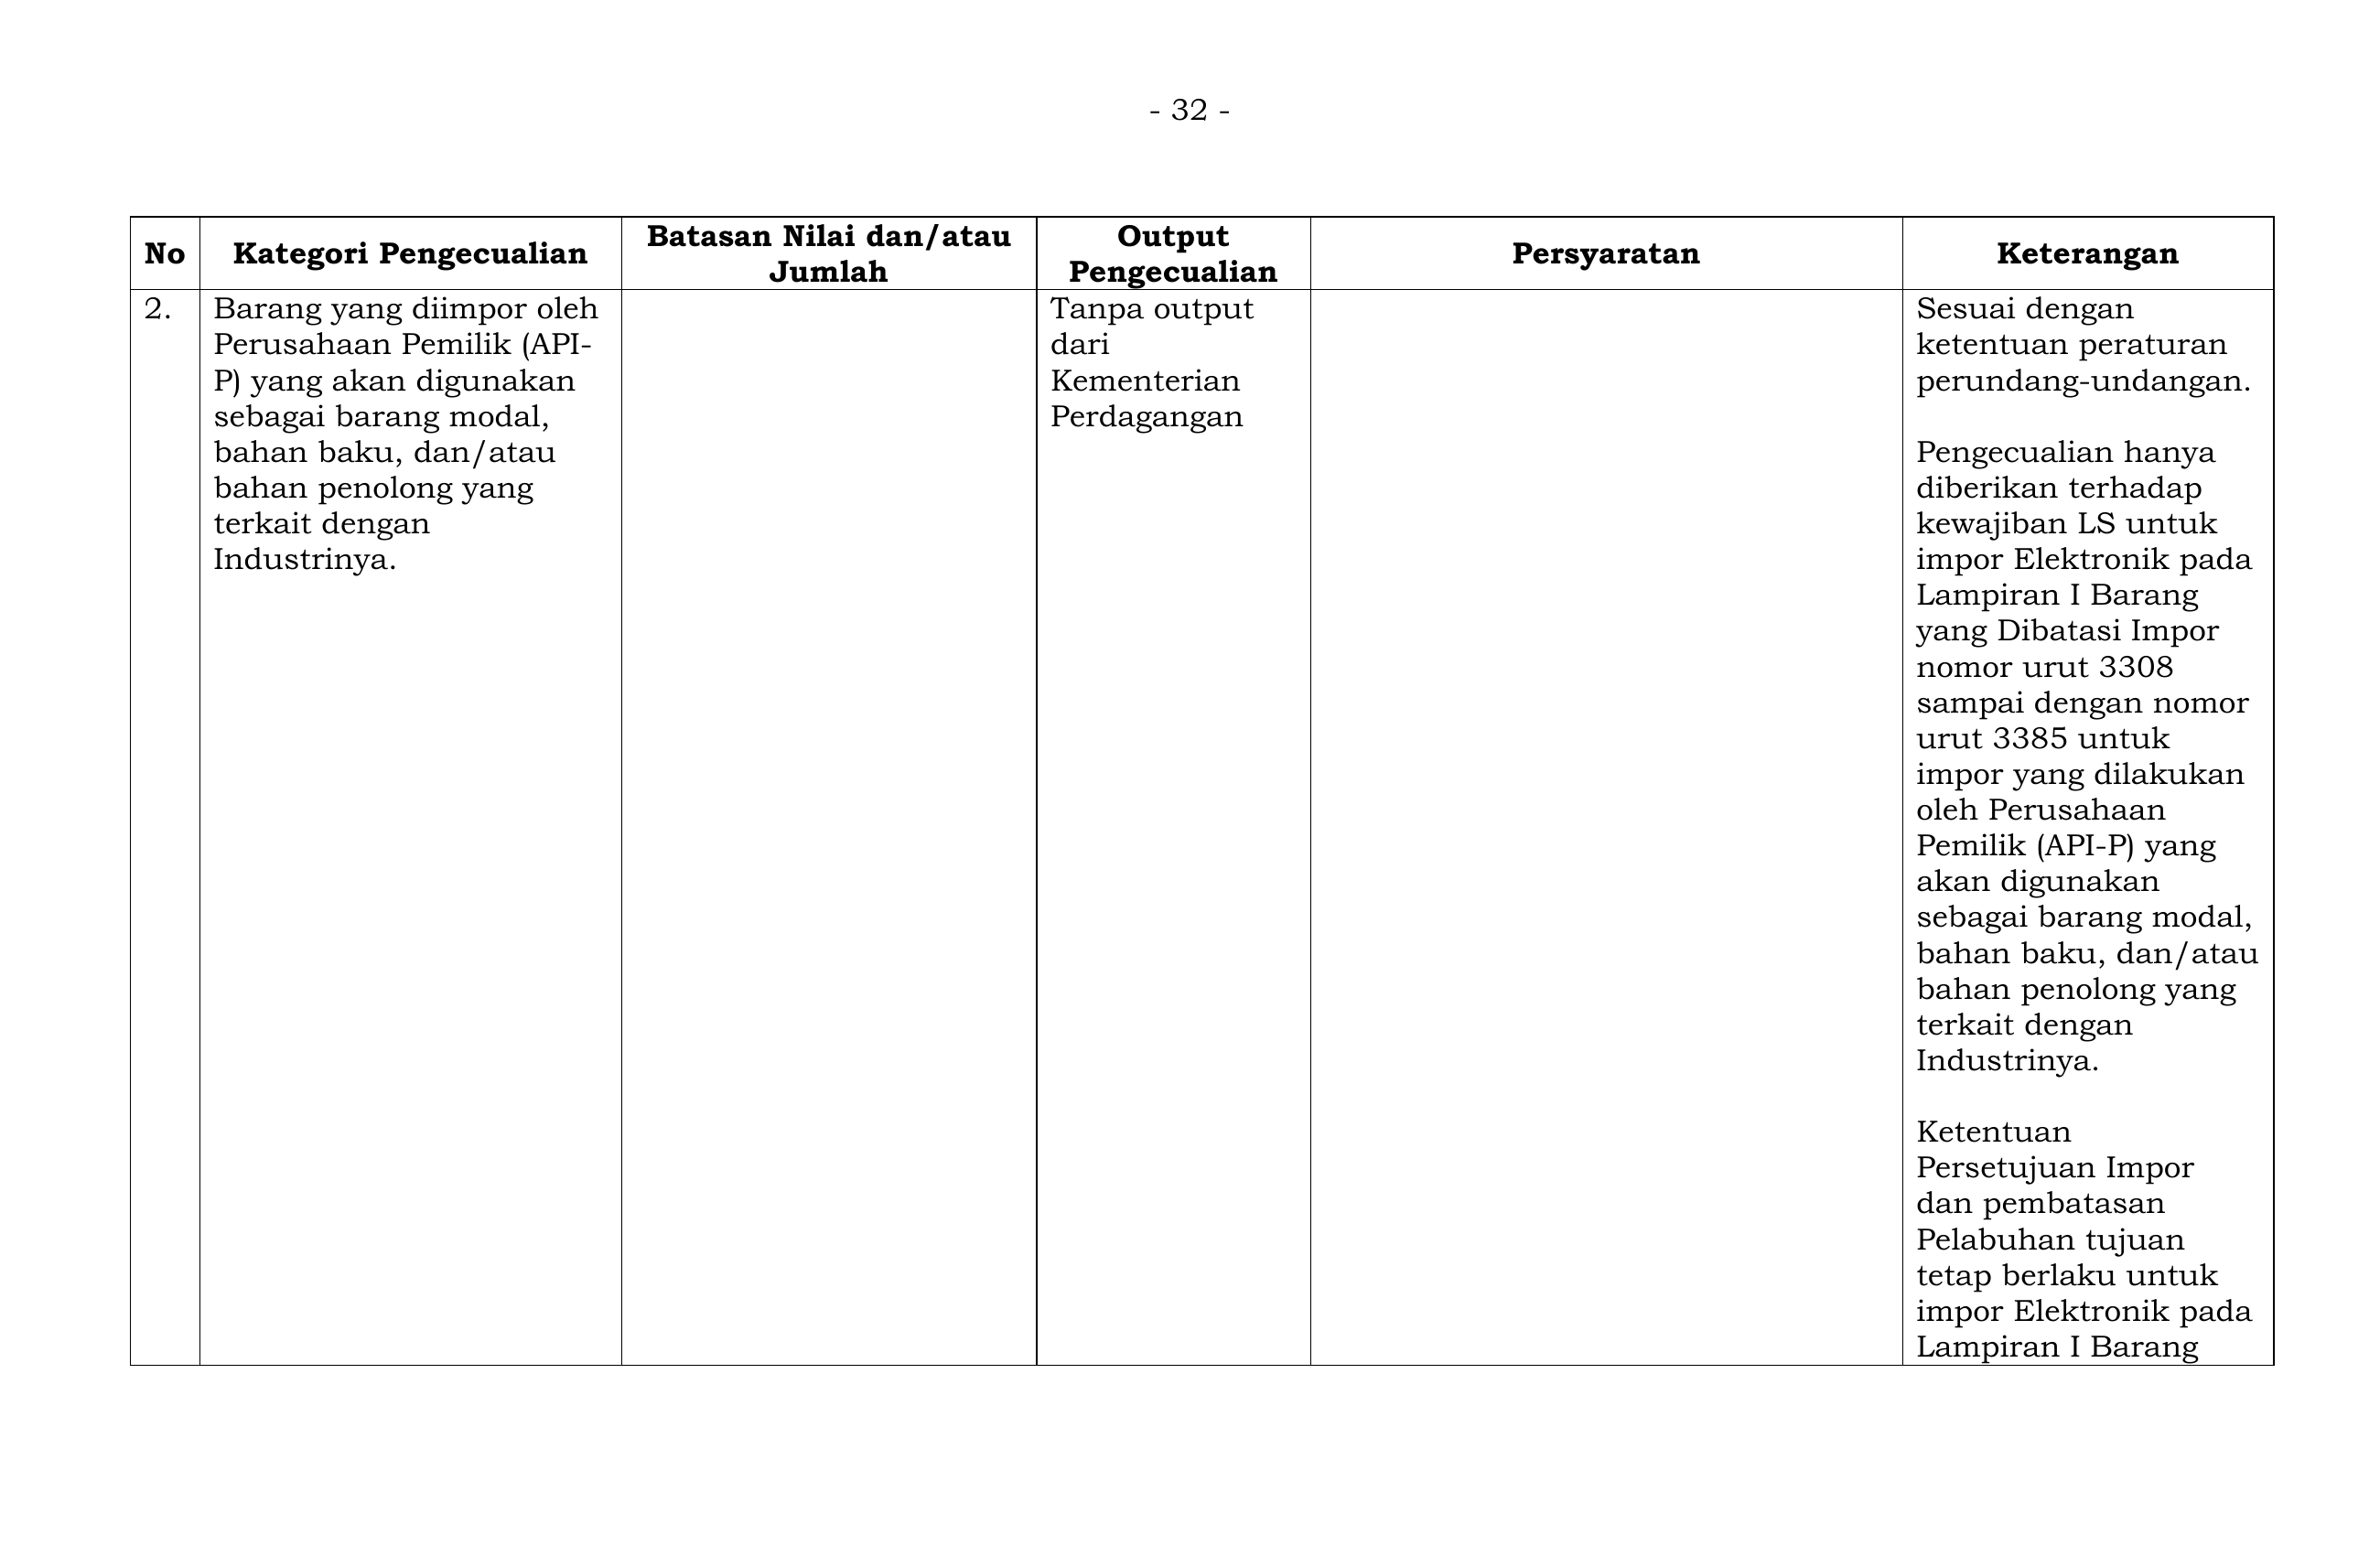 - 32 -
No
Kategori Pengecualian
Batasan Nilai dan/atau
Jumlah
Output
Pengecualian
Persyaratan
Keterangan
2.
Barang yang diimpor oleh
Perusahaan Pemilik (API-
P) yang akan digunakan
sebagai barang modal,
bahan baku, dan/atau
bahan penolong yang
terkait dengan
Industrinya.
Tanpa output
dari
Kementerian
Perdagangan
Sesuai dengan
ketentuan peraturan
perundang-undangan.
Pengecualian hanya
diberikan terhadap
kewajiban LS untuk
impor Elektronik pada
Lampiran I Barang
yang Dibatasi Impor
nomor urut 3308
sampai dengan nomor
urut 3385 untuk
impor yang dilakukan
oleh Perusahaan
Pemilik (API-P) yang
akan digunakan
sebagai barang modal,
bahan baku, dan/atau
bahan penolong yang
terkait dengan
Industrinya.
Ketentuan
Persetujuan Impor
dan pembatasan
Pelabuhan tujuan
tetap berlaku untuk
impor Elektronik pada
Lampiran I Barang